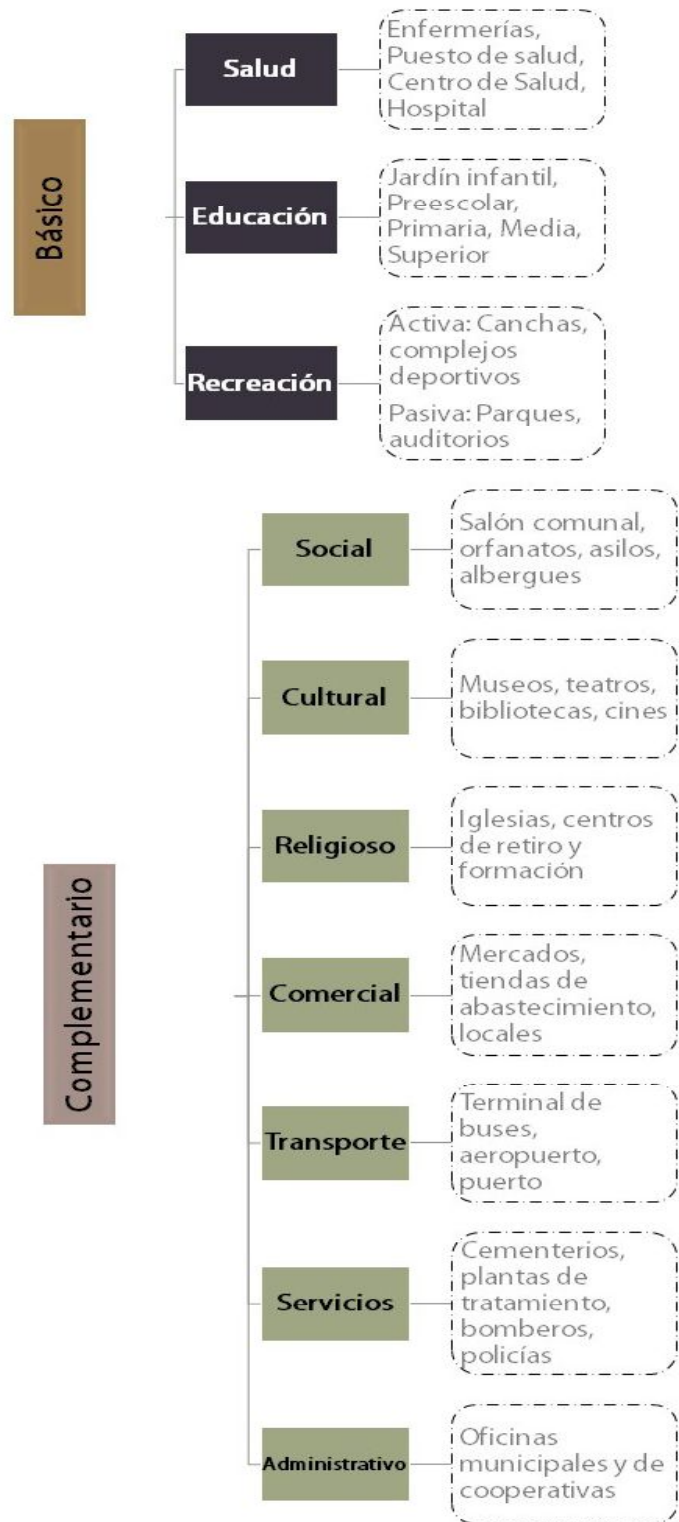 Básico
Salud
Enfermerías,
Puesto de salud,
Centro de Salud,
Hospital
Educación
Jardín infantil,
Preescolar,
Primaria, Media,
Superior
Recreación
Activa: Canchas,
complejos
deportivos
Pasiva: Parques,
auditorios
Complementario
Social
Salón comunal,
orfanatos, asilos,
albergues
Cultural
Museos, teatros,
bibliotecas, cines
Religioso
Iglesias, centros
de retiro y
formación
Comercial
Mercados,
tiendas de
abastecimiento,
locales
Transporte
Terminal de
buses,
aeropuerto,
puerto
Servicios
Cementerios,
plantas de
tratamiento,
bomberos,
policías
Administrativo
Oficinas
municipales y de
cooperativas